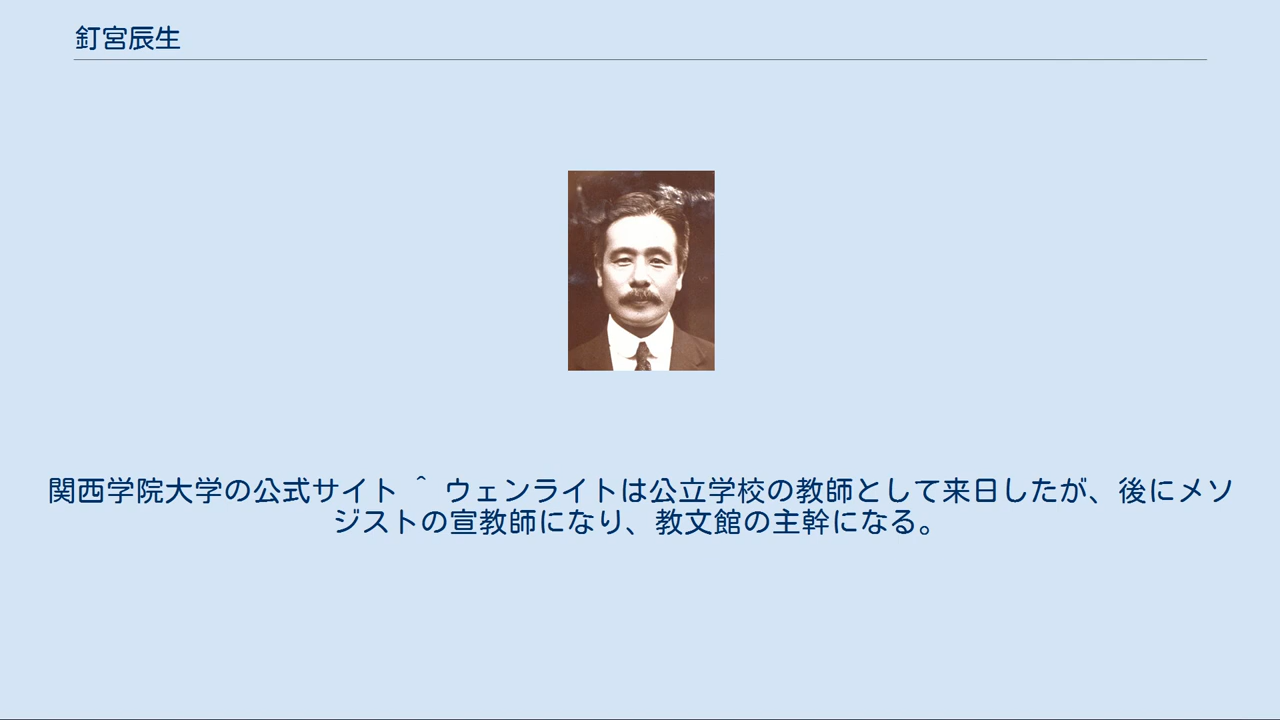 釘宮辰生
関西学院大学の公式サイト ^ ウェンライトは公立学校の教師として来日したが、後にメソ
ジストの宣教師になり、教文館の主幹になる。